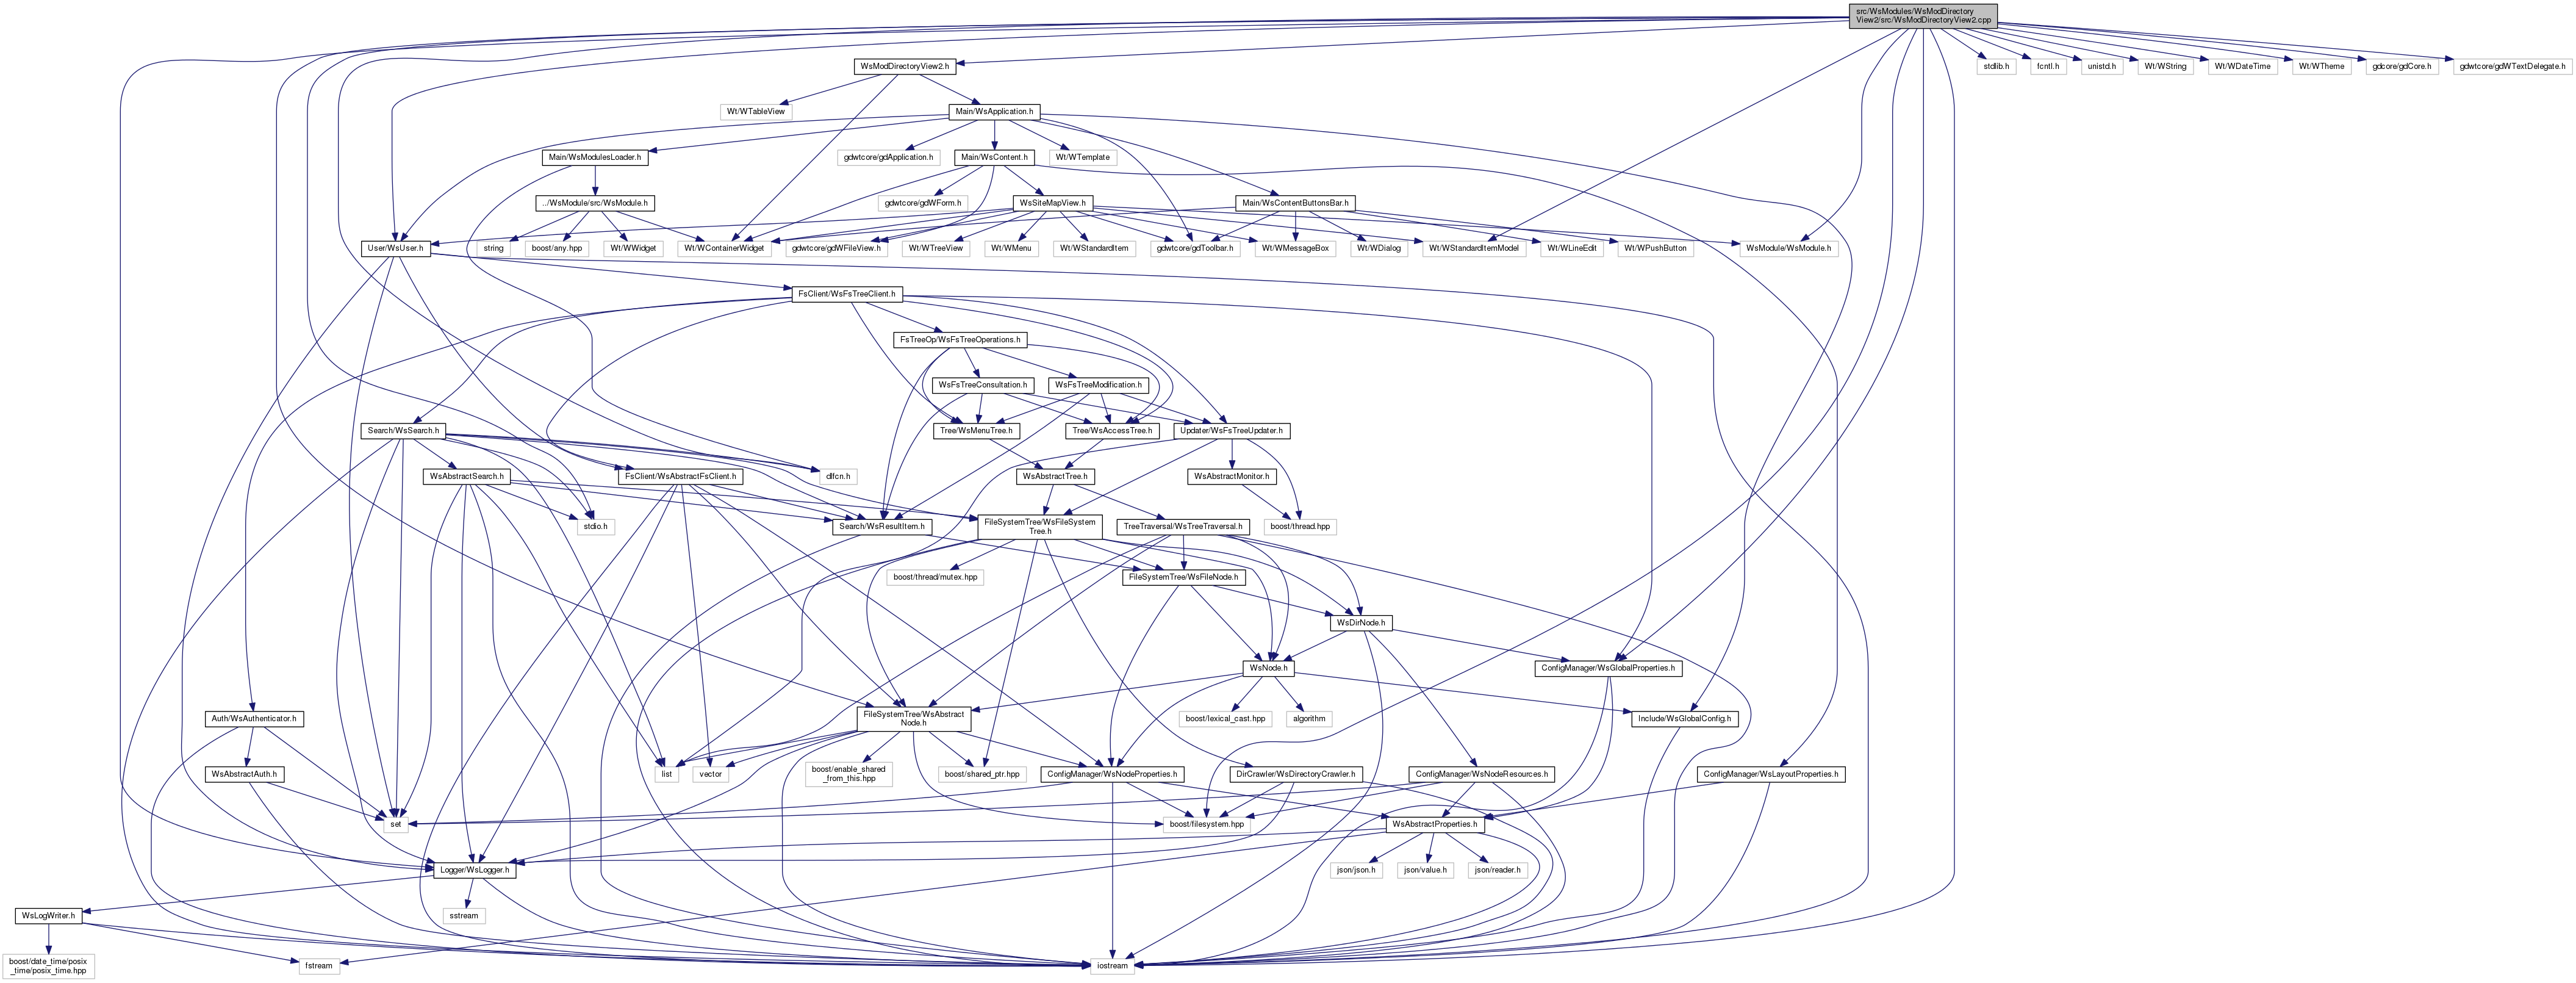 src/WsModules/WsModDirectory
View2/src/WsModDirectoryView2.cpp
WsModDirectoryView2.h
stdlib.h
fcntl.h
unistd.h
Wt/WString
Wt/WDateTime
Wt/WTheme
gdcore/gdCore.h
gdwtcore/gdWTextDelegate.h
Wt/WTableView
Main/WsApplication.h
Main/WsModulesLoader.h
gdwtcore/gdApplication.h
Main/WsContent.h
Wt/WTemplate
../WsModule/src/WsModule.h
gdwtcore/gdWForm.h
WsSiteMapView.h
Main/WsContentButtonsBar.h
User/WsUser.h
string
boost/any.hpp
Wt/WWidget
Wt/WContainerWidget
gdwtcore/gdWFileView.h
Wt/WTreeView
Wt/WMenu
Wt/WStandardItem
gdwtcore/gdToolbar.h
Wt/WMessageBox
Wt/WDialog
Wt/WStandardItemModel
Wt/WLineEdit
Wt/WPushButton
WsModule/WsModule.h
FsClient/WsFsTreeClient.h
FsTreeOp/WsFsTreeOperations.h
WsFsTreeConsultation.h
WsFsTreeModification.h
Search/WsSearch.h
Tree/WsMenuTree.h
Tree/WsAccessTree.h
Updater/WsFsTreeUpdater.h
WsAbstractSearch.h
FsClient/WsAbstractFsClient.h
dlfcn.h
WsAbstractTree.h
WsAbstractMonitor.h
stdio.h
Search/WsResultItem.h
FileSystemTree/WsFileSystem
Tree.h
TreeTraversal/WsTreeTraversal.h
boost/thread.hpp
boost/thread/mutex.hpp
FileSystemTree/WsFileNode.h
WsDirNode.h
WsNode.h
ConfigManager/WsGlobalProperties.h
Auth/WsAuthenticator.h
FileSystemTree/WsAbstract
Node.h
boost/lexical_cast.hpp
algorithm
Include/WsGlobalConfig.h
WsAbstractAuth.h
list
vector
boost/enable_shared
_from_this.hpp
boost/shared_ptr.hpp
ConfigManager/WsNodeProperties.h
DirCrawler/WsDirectoryCrawler.h
ConfigManager/WsNodeResources.h
ConfigManager/WsLayoutProperties.h
set
boost/filesystem.hpp
WsAbstractProperties.h
Logger/WsLogger.h
json/json.h
json/value.h
json/reader.h
WsLogWriter.h
sstream
boost/date_time/posix
_time/posix_time.hpp
fstream
iostream